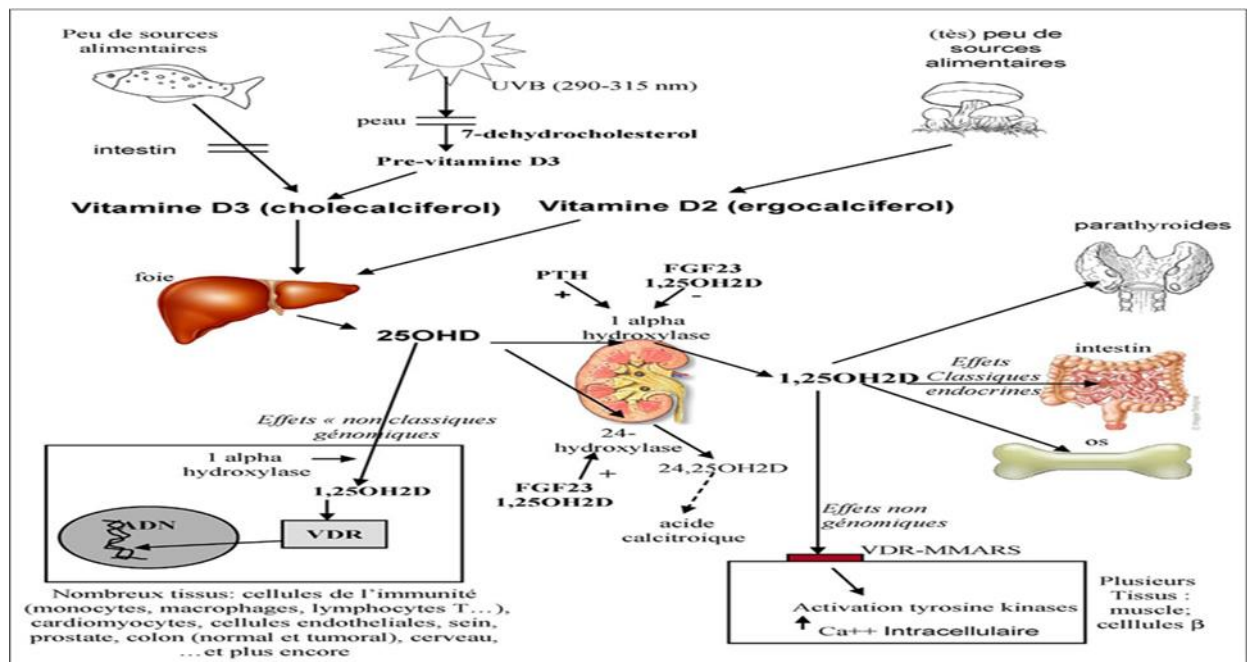 Peu de sources
alimentaires
UVB (290-315 nm)
(tès) peu de
sources
alimentaires
peau
7-dehydrocholesterol
intestin
Pre-vitamine D3
Vitamine D3 (cholecalciferol)
Vitamine D2 (ergocalciferol)
parathyroides
foie
PTH
+
FGF23
1,25OH2D
-
1 alpha
hydroxylase
25OHD
1,25OH2D
Effets
Classiques
endocrines
intestin
os
Effets « non classiques
génomiques
24-
hydroxylase
+
FGF23
1,25OH2D
24,25OH2D
acide
calcitroique
1 alpha
hydroxylase
1,25OH2D
ADN
VDR
Effets non
génomiques
VDR-MMARS
Activation tyrosine kinases
Ca++ Intracellulaire
Plusieurs
Tissus :
muscle;
celllules β
Nombreux tissus: cellules de l'immunité
(monocytes, macrophages, lymphocytes T…),
cardiomyocytes, cellules endotheliales, sein,
prostate, colon (normal et tumoral), cerveau,
…et plus encore